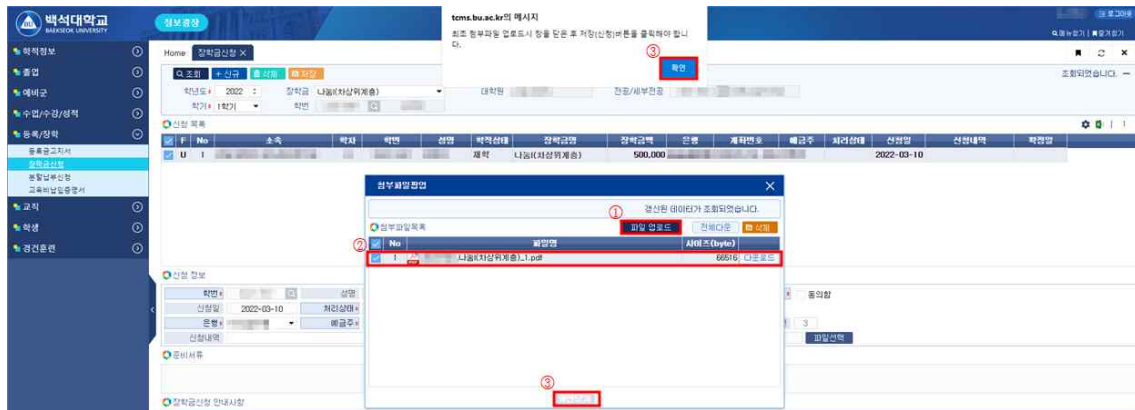 백석대학교
BAEKSEOK UNIVERSITY
정보광장
로그아웃
tcms.bu.ac.kr의 메시지
최초 첨부파일 업로드시 창을 닫은 후 저장(신청)버튼을 클릭해야 합니다.
③
확인
학적정보
졸업
예비군
수업/수강/성적
등록/장학
등록금고지서
장학금신청
분할납부신청
교육비납입증명서
교직
학생
경건훈련
Home 장학금신청 ×
조회 + 신규 삭제 저장
조회되었습니다.
학년도 2022 장학금 나눔I(차상위계층) 대학원 전공/세부전공
학기 1학기 학번
신청 목록
F No 소속 학차 학번 성명 학적상태 장학금명 장학금액 은행 계좌번호 예금주 처리상태 신청일 신청내역 확정일
U 1 재학 나눔I(차상위계층) 500,000 2022-03-10
첨부파일팝업
갱신된 데이터가 조회되었습니다.
①
첨부파일목록 파일 업로드 전체다운 삭제
②
No 파일명 사이즈(byte)
1 나눔I(차상위계층)_1.pdf 66516 다운로드
신청 정보
학번 성명 동의함
신청일 2022-03-10 처리상태
은행 예금주 3
신청내역 파일선택
준비서류
③
장학금신청 안내사항